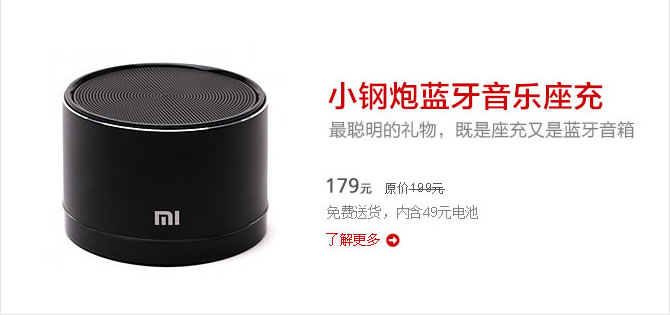 小钢炮蓝牙音乐座充
最聪明的礼物，既是座充又是蓝牙音箱
179元 原价199元
免费送货，内含49元电池
了解更多
MI